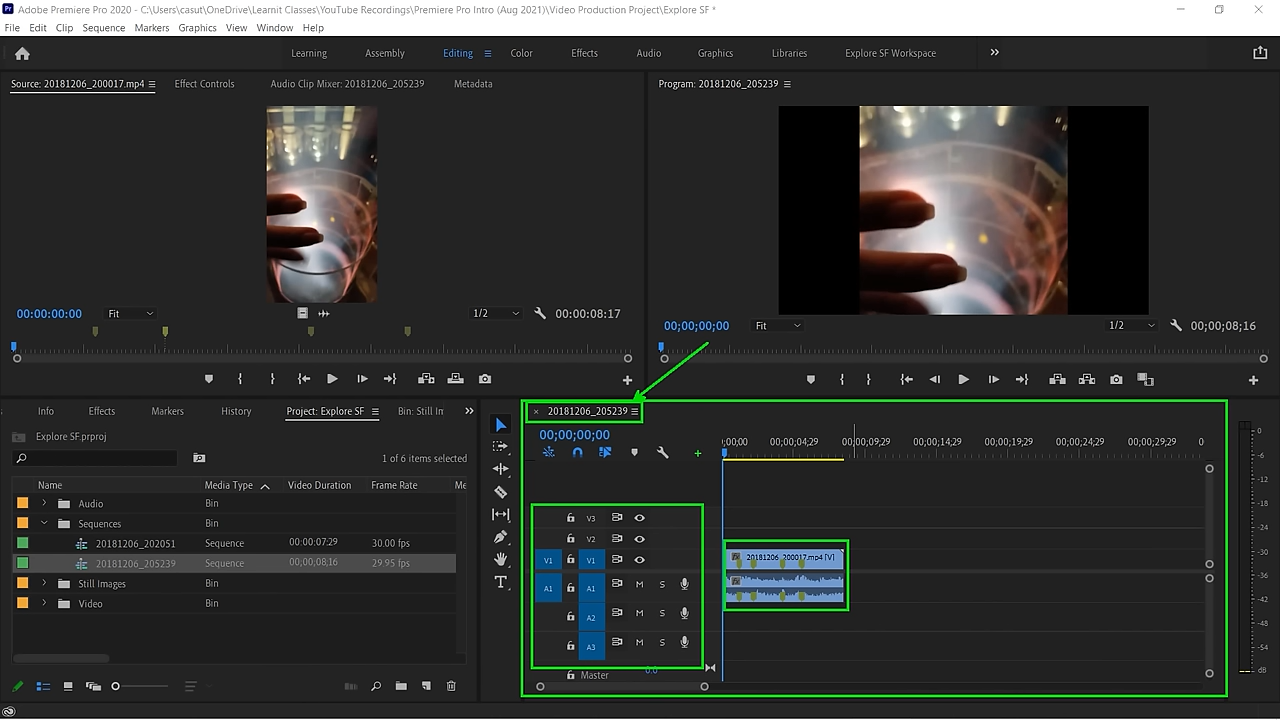 Adobe Premiere Pro 2020 - C:\Users\casut\OneDrive\Learnit Classes\YouTube Recordings\Premiere Pro Intro (Aug 2021)\Video Production Project\Explore SF *
File Edit Clip Sequence Markers Graphics View Window Help
Learning Assembly Editing Color Effects Audio Graphics Libraries Explore SF Workspace
Source: 20181206_200017.mp4 Effect Controls Audio Clip Mixer: 20181206_205239 Metadata
Program: 20181206_205239
00:00:00:00 Fit 1/2 00:00:08:17
00;00;00;00 Fit 1/2 00;00;08;16
Info Effects Markers History Project: Explore SF Bin: Still In
Explore SF.prproj
1 of 6 items selected
Name Media Type Video Duration Frame Rate Me
Audio Bin
Sequences Bin
20181206_202051 Sequence 00:00:07:29 30.00 fps
20181206_205239 Sequence 00;00;08;16 29.95 fps
Still Images Bin
Video Bin
20181206_205239
00;00;00;00
;00;00 00;00;04;29 00;00;09;29 00;00;14;29 00;00;19;29 00;00;24;29 00;00;29;29 0
V3
V2
V1 V1 20181206_200017.mp4 [V]
A1 A1 M S
A2 M S
A3 M S
Master 0.0
0
-6
-12
-18
-24
-30
-36
-42
-48
-54
dB